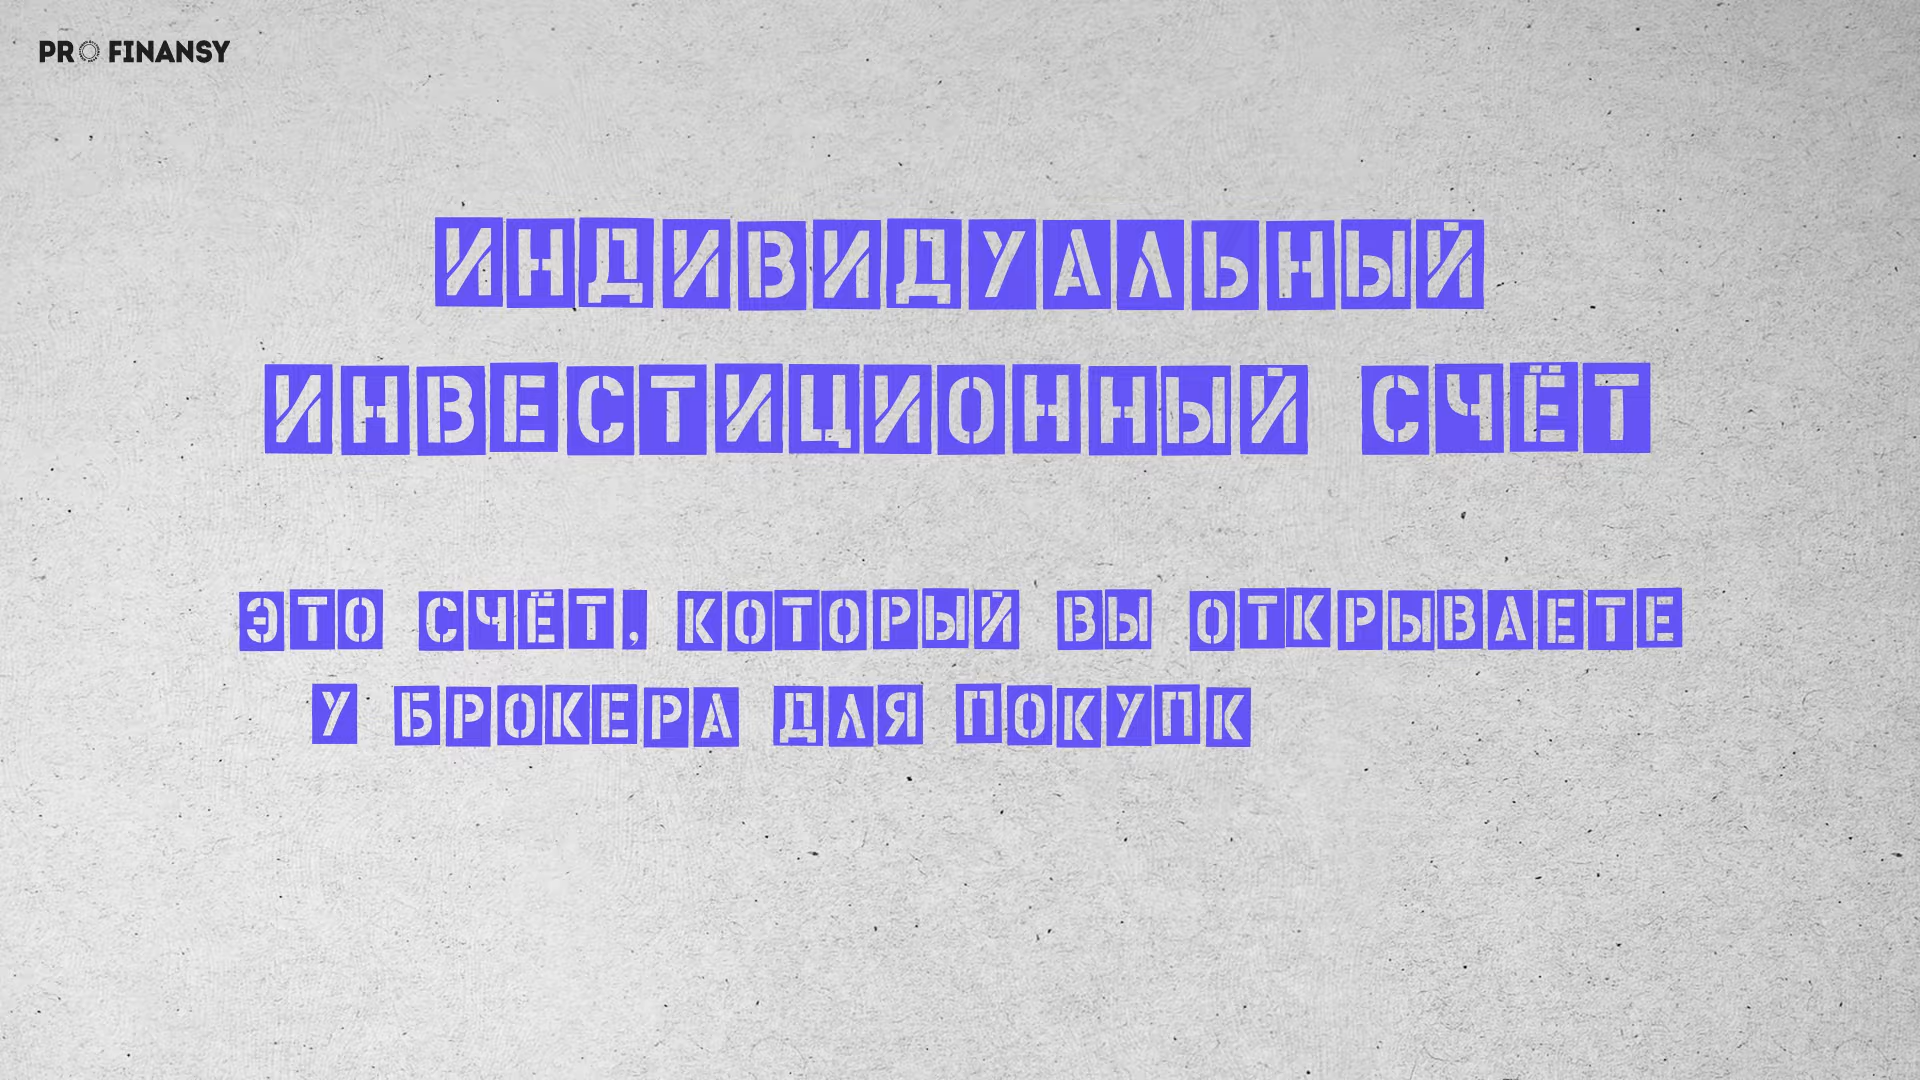 PRO FINANSY
ИНДИВИДУАЛЬНЫЙ
ИНВЕСТИЦИОННЫЙ СЧЁТ
ЭТО СЧЁТ, КОТОРЫЙ ВЫ ОТКРЫВАЕТЕ
У БРОКЕРА ДЛЯ ПОКУПК